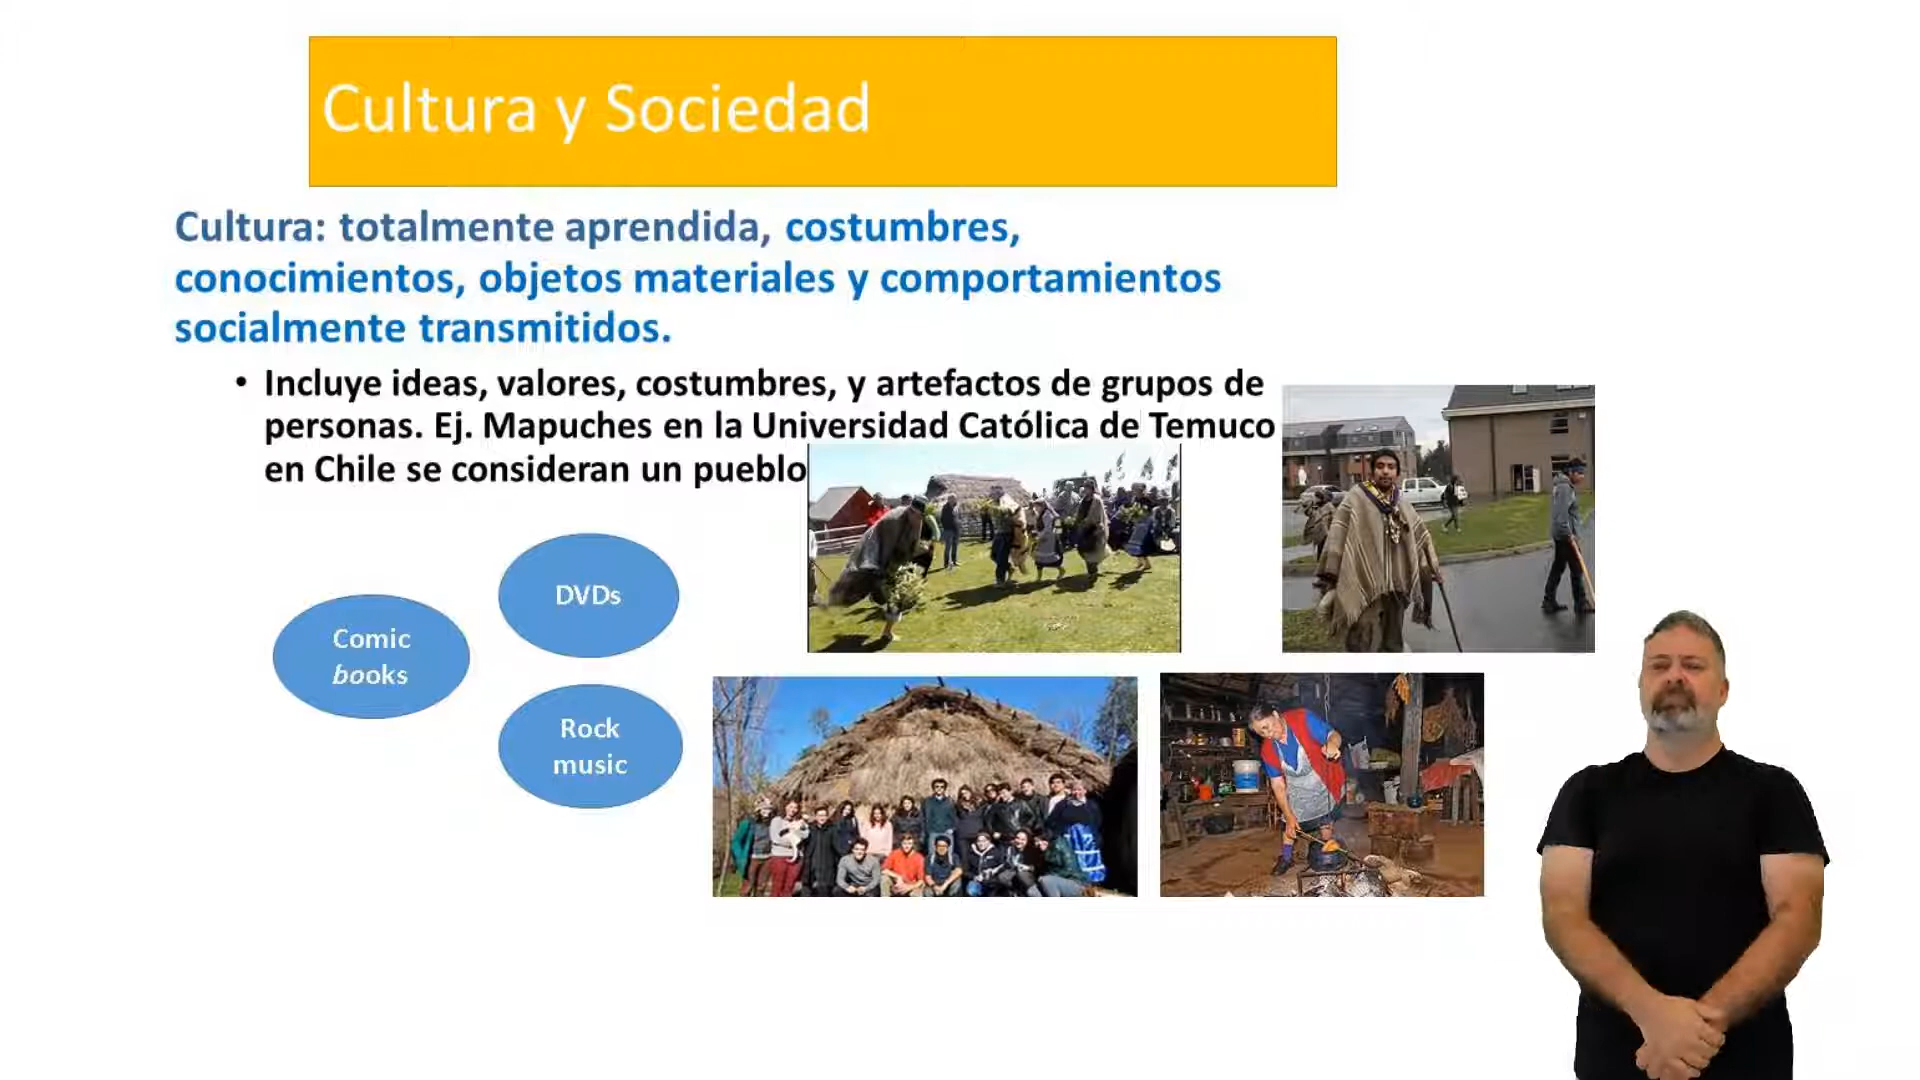 Cultura y Sociedad
Cultura: totalmente aprendida, costumbres,
conocimientos, objetos materiales y comportamientos
socialmente transmitidos.
• Incluye ideas, valores, costumbres, y artefactos de grupos de
personas. Ej. Mapuches en la Universidad Católica de Temuco
en Chile se consideran un pueblo
DVDs
Comic
books
Rock
music